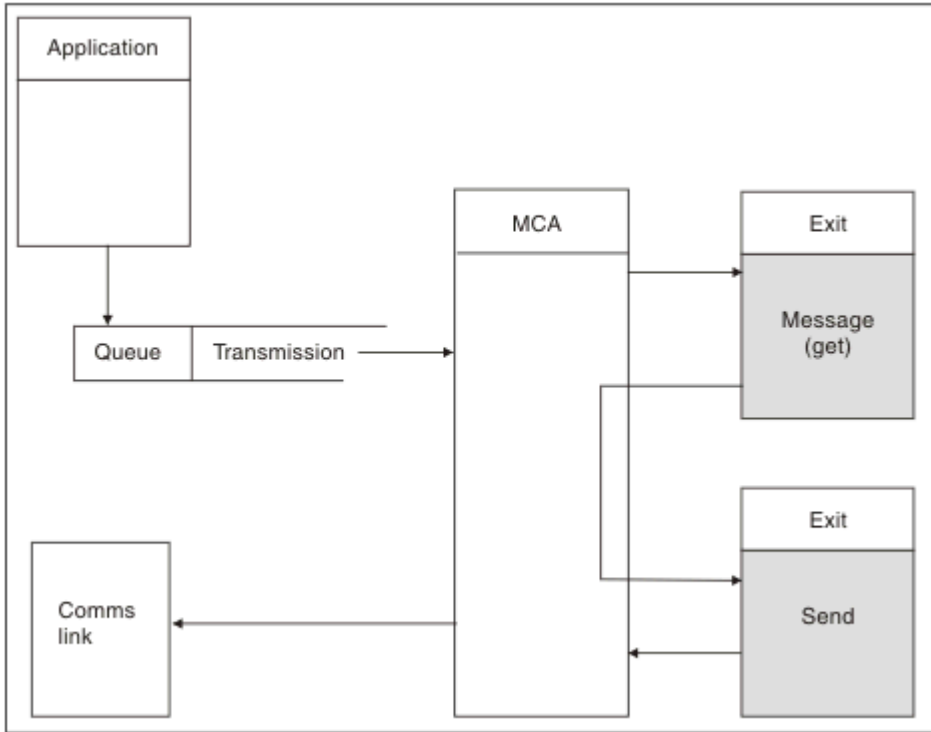 Application
MCA
Exit
Message
(get)
Queue
Transmission
Exit
Send
Comms
link